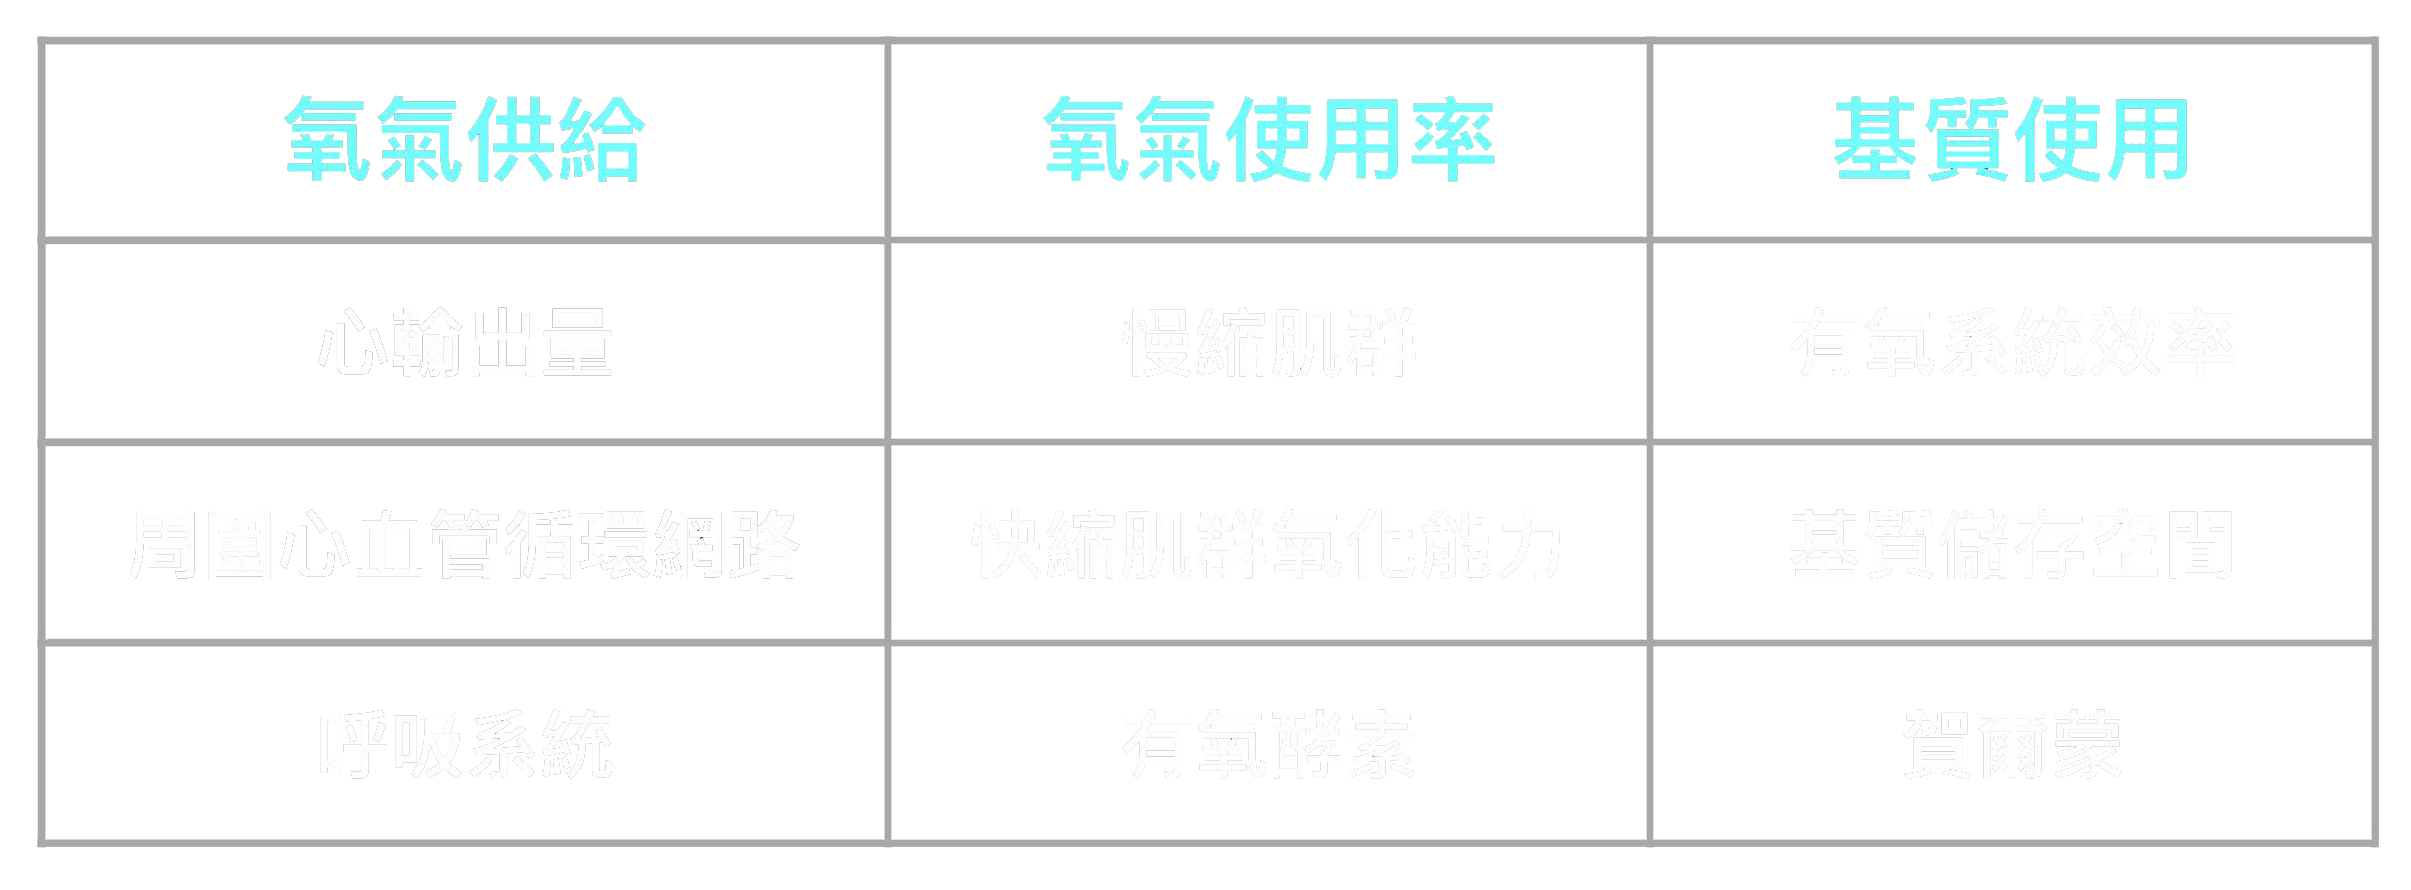 氧氣供給 氧氣使用率 基質使用
心輸出量 慢縮肌群 有氧系統效率
周圍心血管循環網路 快縮肌群氧化能力 基質儲存空間
呼吸系統 有氧酵素 賀爾蒙